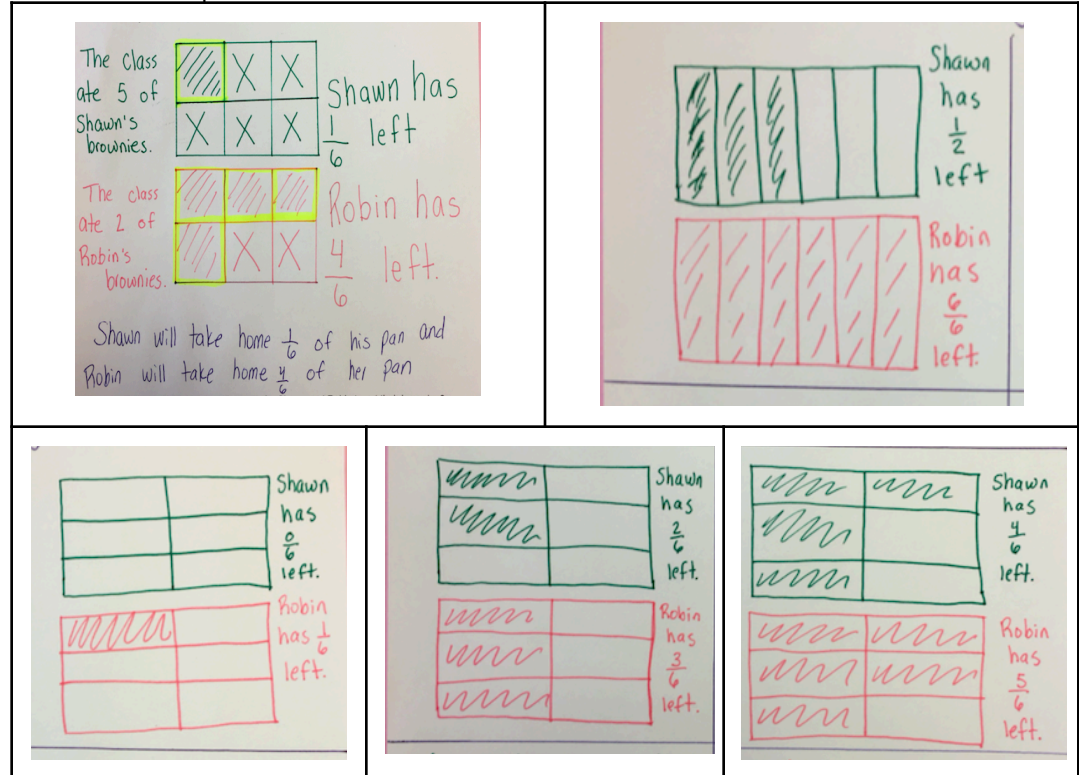 The class
ate 5 of
Shawn's
brownies.
Shawn has
1/6 left
The class
ate 2 of
Robin's
brownies.
Robin has
4/6 left.
Shawn will take home 1/6 of his pan and
Robin will take home 4/6 of her pan
Shawn
has
1/2
left
Robin
has
6/6
left.
Shawn
has
0/6
left.
Robin
has 1/6
left.
Shawn
has
2/6
left.
Robin
has
3/6
left.
Shawn
has
4/6
left.
Robin
has
5/6
left.